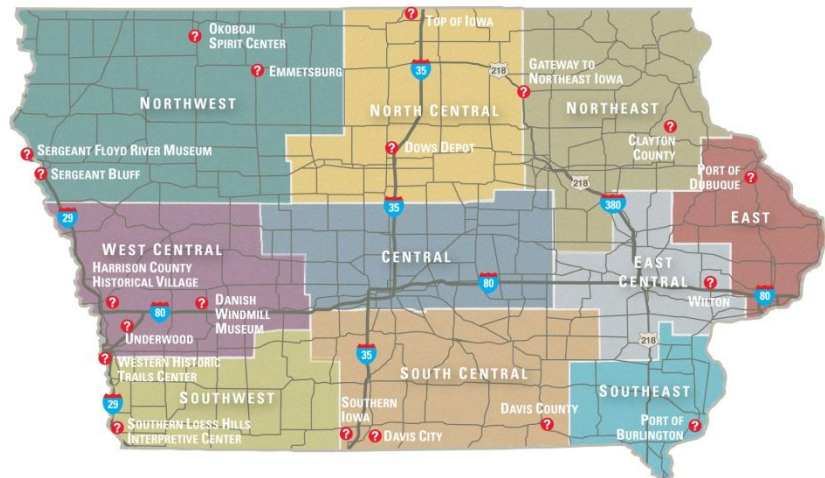 Top of Iowa
Okoboji
Spirit Center
Gateway to
Northeast Iowa
35
218
Emmetsburg
Northwest
North Central
Northeast
Clayton
County
Sergeant Floyd River Museum
Dows Depot
Sergeant Bluff
Port of
Dubuque
218
380
29
35
East
West Central
Central
East
Central
Harrison County
Historical Village
80
Wilton
80
Danish
Windmill
Museum
80
Underwood
218
35
Western Historic
Trails Center
South Central
Southeast
Southwest
29
Southern
Iowa
Davis County
Southern Loess Hills
Interpretive Center
Davis City
Port of
Burlington
? ? ? ? ? ? ? ? ? ? ? ? ? ? ? ? ? ? ?